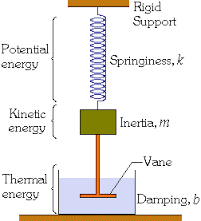 Rigid
Support
Potential
energy
Springiness, k
Kinetic
energy
Inertia, m
Thermal
energy
Vane
Damping, b